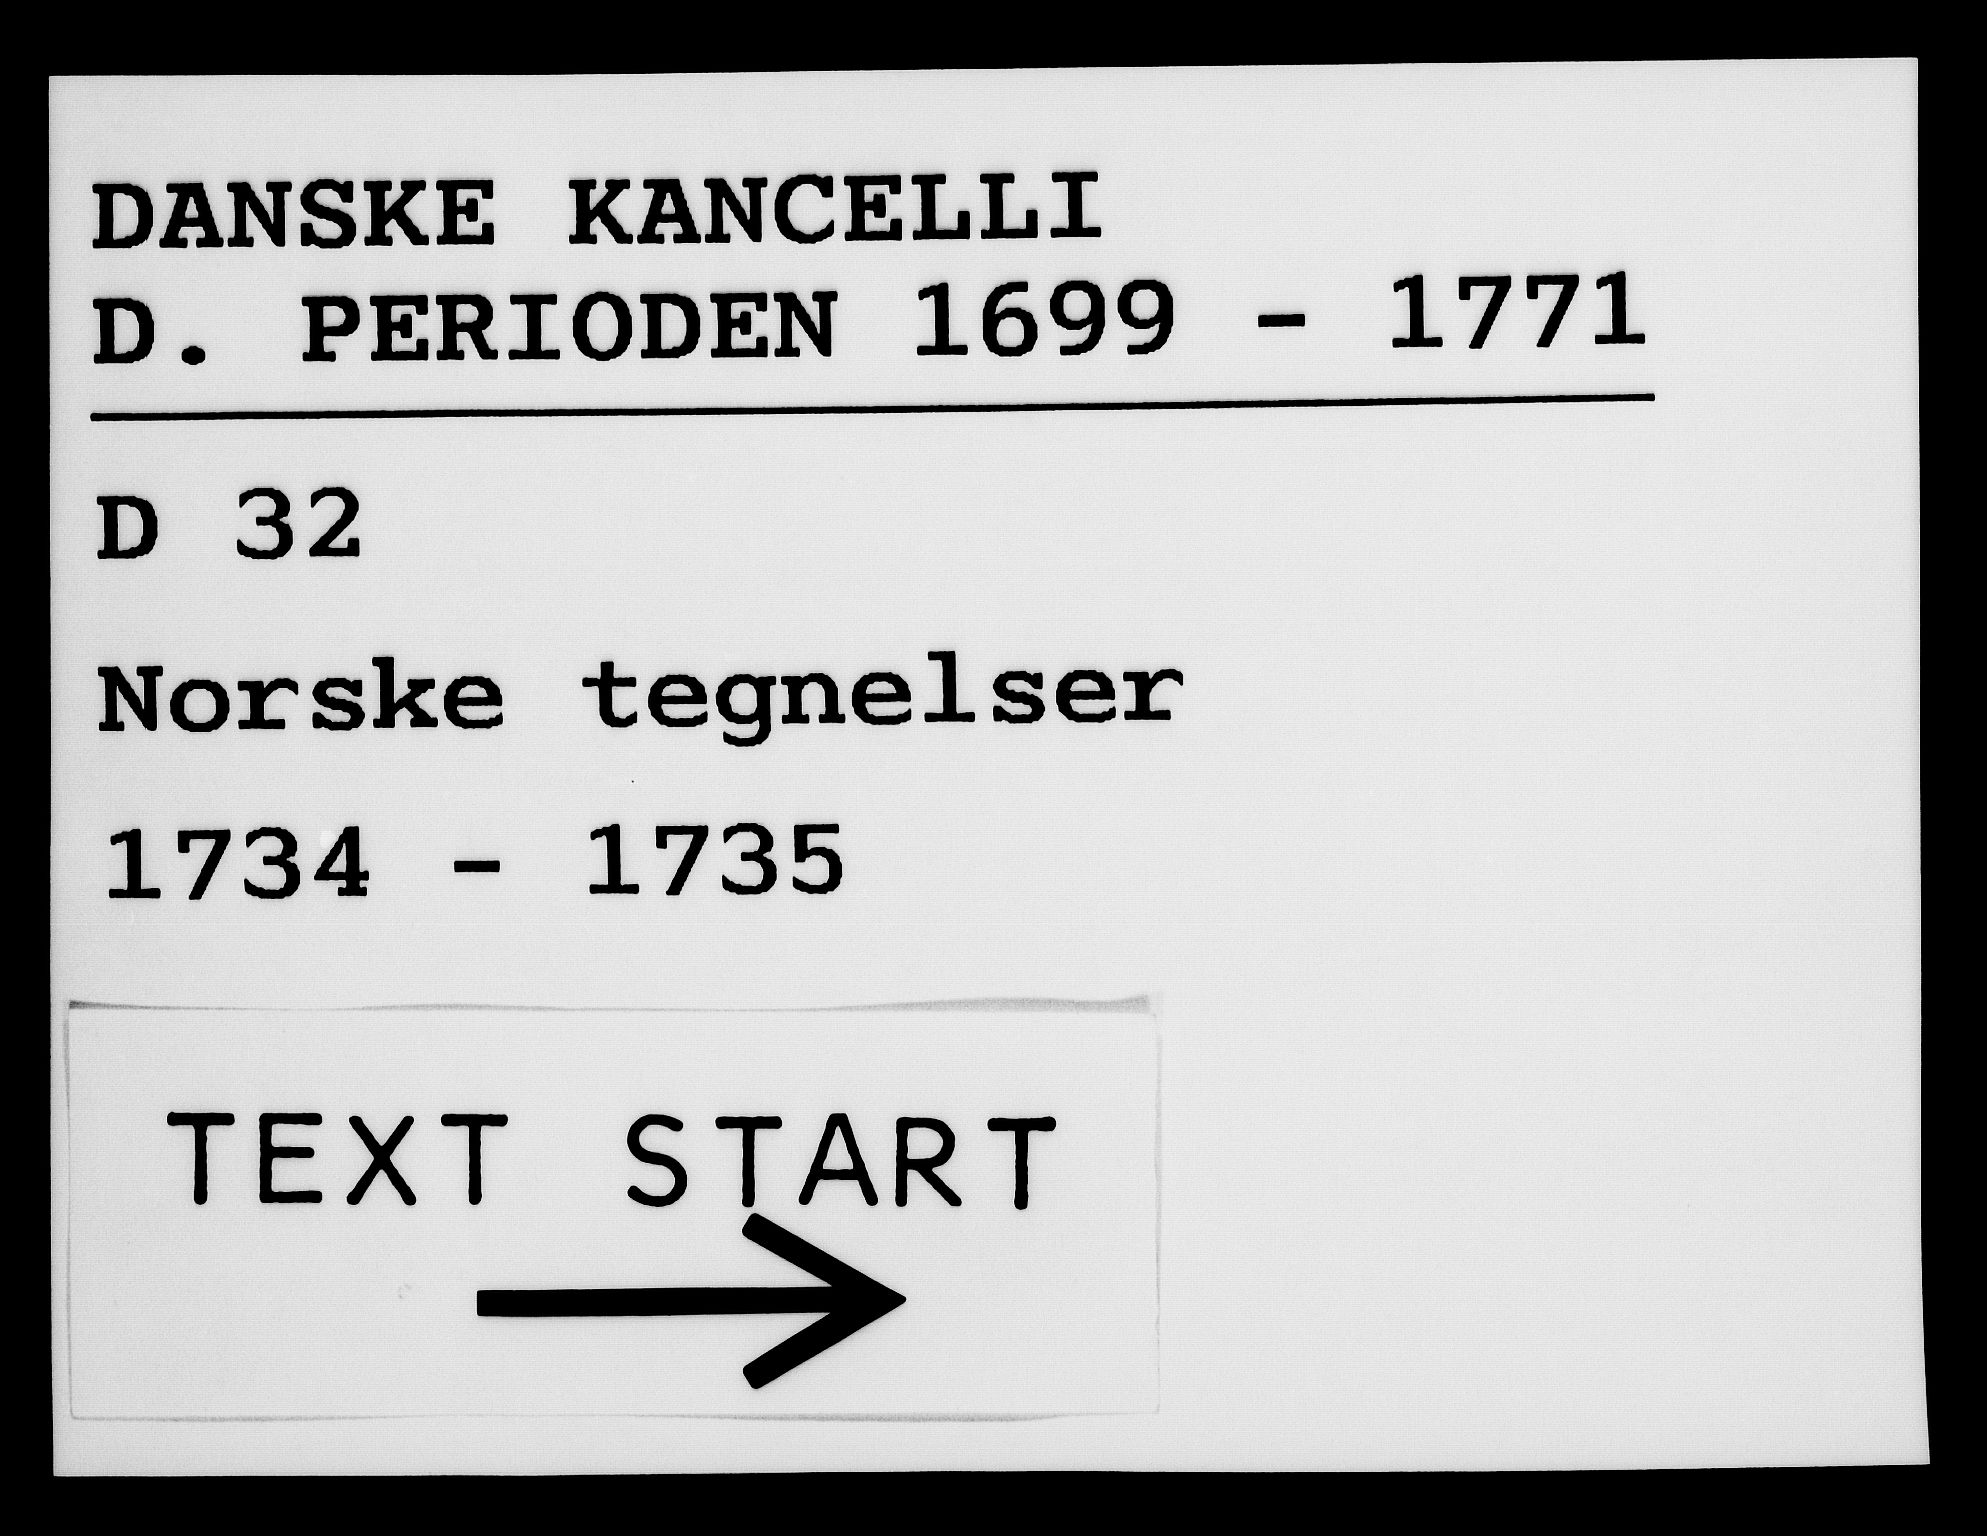 DANSKE KANCELLI
D. PERIODEN 1699 - 1771
D 32
Norske tegnelser
1734 - 1735
TEXT START